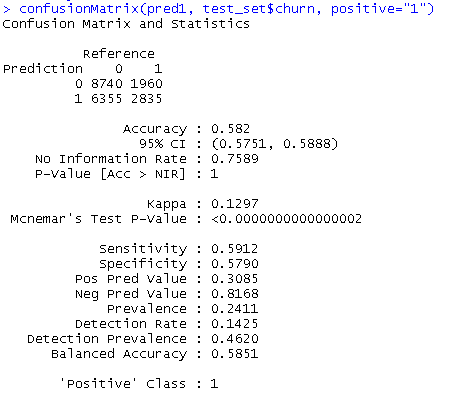 > confusionMatrix(pred1, test_set$churn, positive="1")
Confusion Matrix and Statistics
Reference
Prediction 0 1
0 8740 1960
1 6355 2835
Accuracy : 0.582
95% CI : (0.5751, 0.5888)
No Information Rate : 0.7589
P-Value [Acc > NIR] : 1
Kappa : 0.1297
Mcnemar's Test P-Value : <0.0000000000000002
Sensitivity : 0.5912
Specificity : 0.5790
Pos Pred Value : 0.3085
Neg Pred Value : 0.8168
Prevalence : 0.2411
Detection Rate : 0.1425
Detection Prevalence : 0.4620
Balanced Accuracy : 0.5851
'Positive' Class : 1